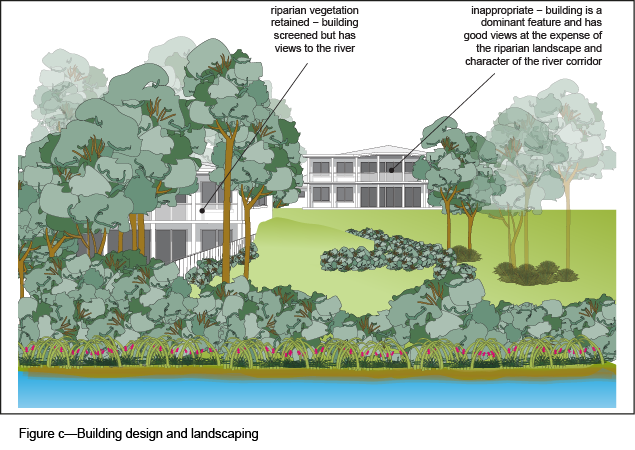 riparian vegetation
retained – building
screened but has
views to the river
inappropriate – building is a
dominant feature and has
good views at the expense of
the riparian landscape and
character of the river corridor
Figure c—Building design and landscaping